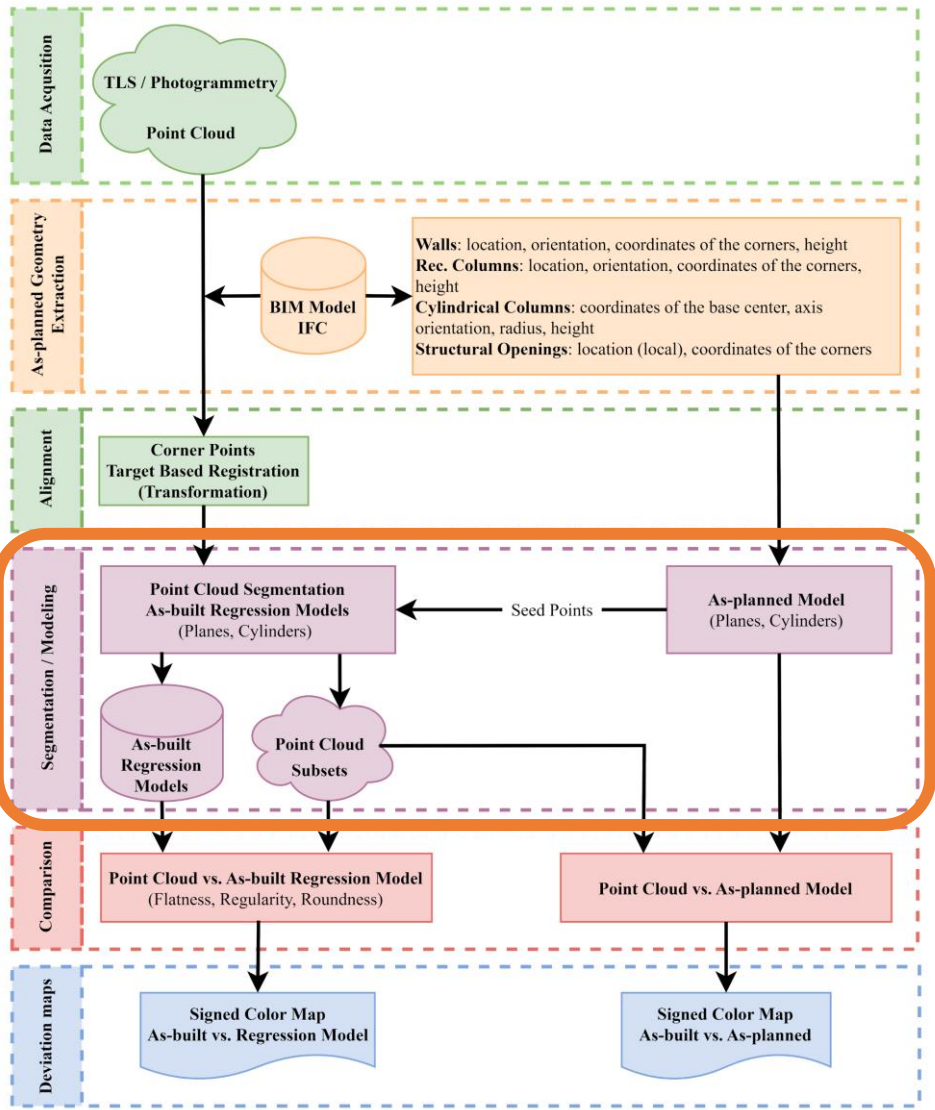 Data Acqusition
TLS / Photogrammetry
Point Cloud
As-planned Geometry
Extraction
BIM Model
IFC
Walls: location, orientation, coordinates of the corners, height
Rec. Columns: location, orientation, coordinates of the corners,
height
Cylindrical Columns: coordinates of the base center, axis
orientation, radius, height
Structural Openings: location (local), coordinates of the corners
Alignment
Corner Points
Target Based Registration
(Transformation)
Segmentation / Modeling
Point Cloud Segmentation
As-built Regression Models
(Planes, Cylinders)
Seed Points
As-planned Model
(Planes, Cylinders)
As-built
Regression
Models
Point Cloud
Subsets
Comparison
Point Cloud vs. As-built Regression Model
(Flatness, Regularity, Roundness)
Point Cloud vs. As-planned Model
Deviation maps
Signed Color Map
As-built vs. Regression Model
Signed Color Map
As-built vs. As-planned